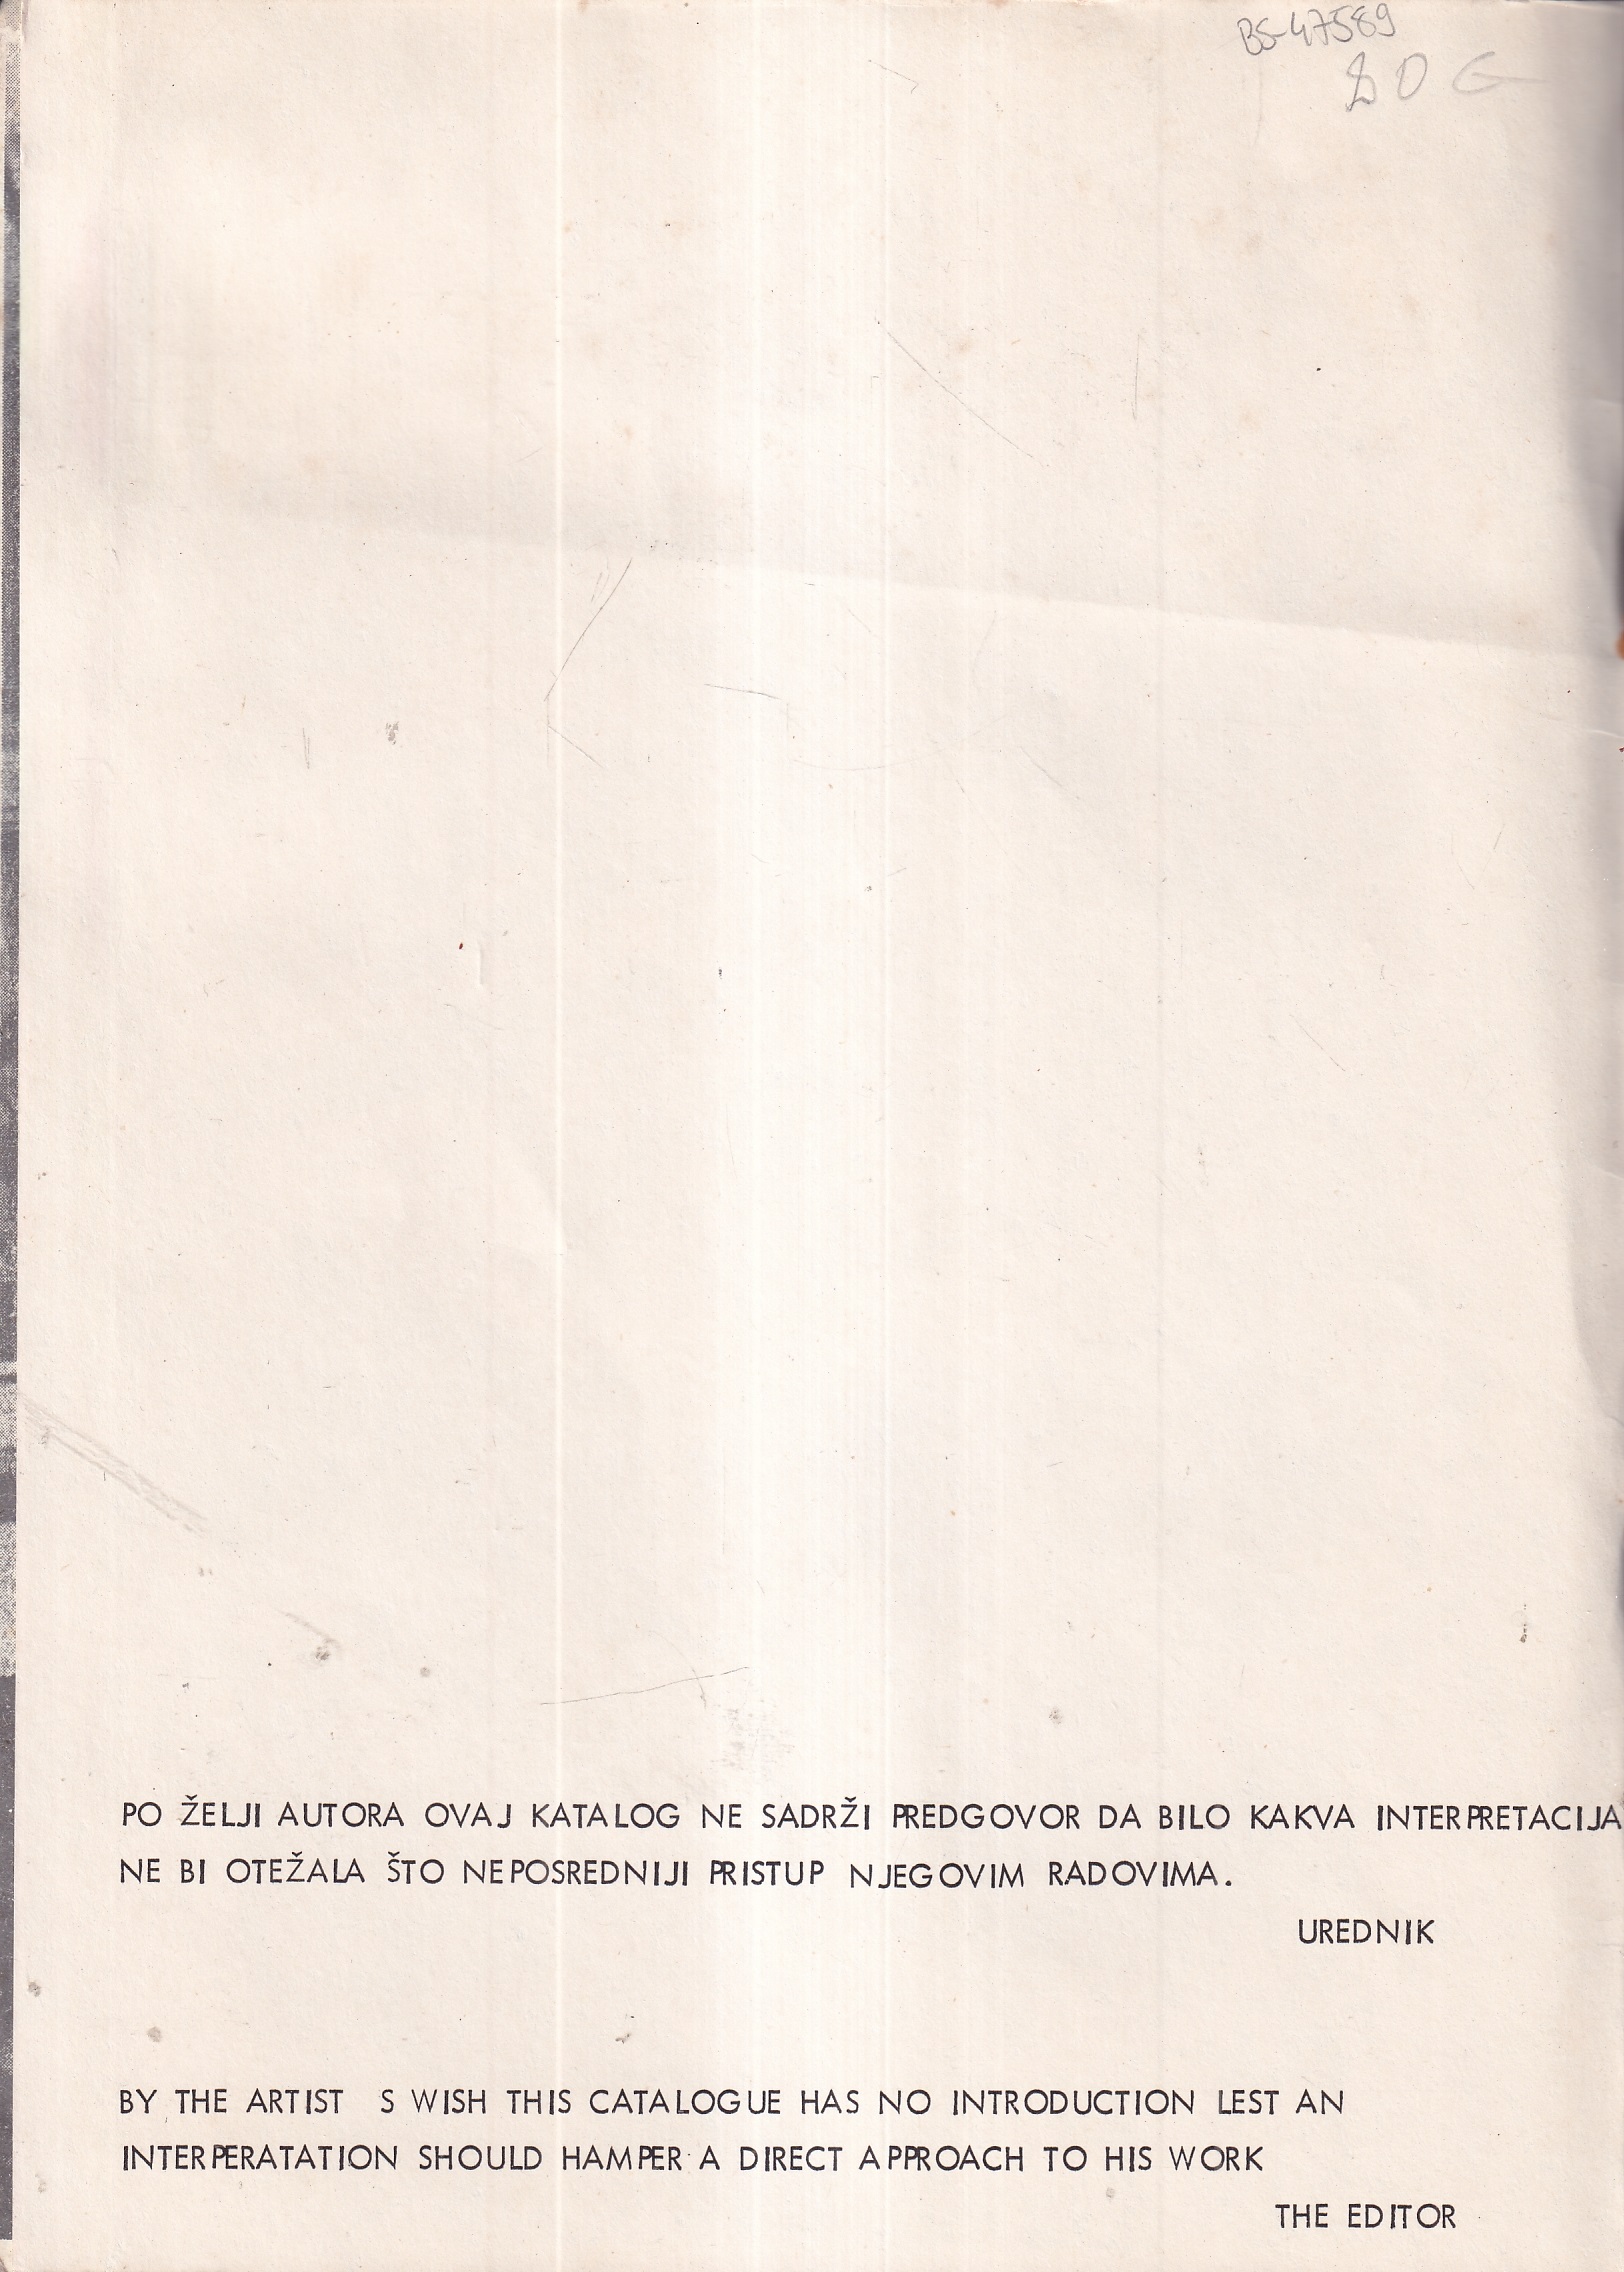 BS-47589
20 €
PO ŽELJI AUTORA OVAJ KATALOG NE SADRŽI PREDGOVOR DA BILO KAKVA INTERPRETACIJA
NE BI OTEŽALA ŠTO NEPOSREDNIJI PRISTUP NJEGOVIM RADOVIMA.
UREDNIK
BY THE ARTIST S WISH THIS CATALOGUE HAS NO INTRODUCTION LEST AN
INTERPERATATION SHOULD HAMPER A DIRECT APPROACH TO HIS WORK
THE EDITOR